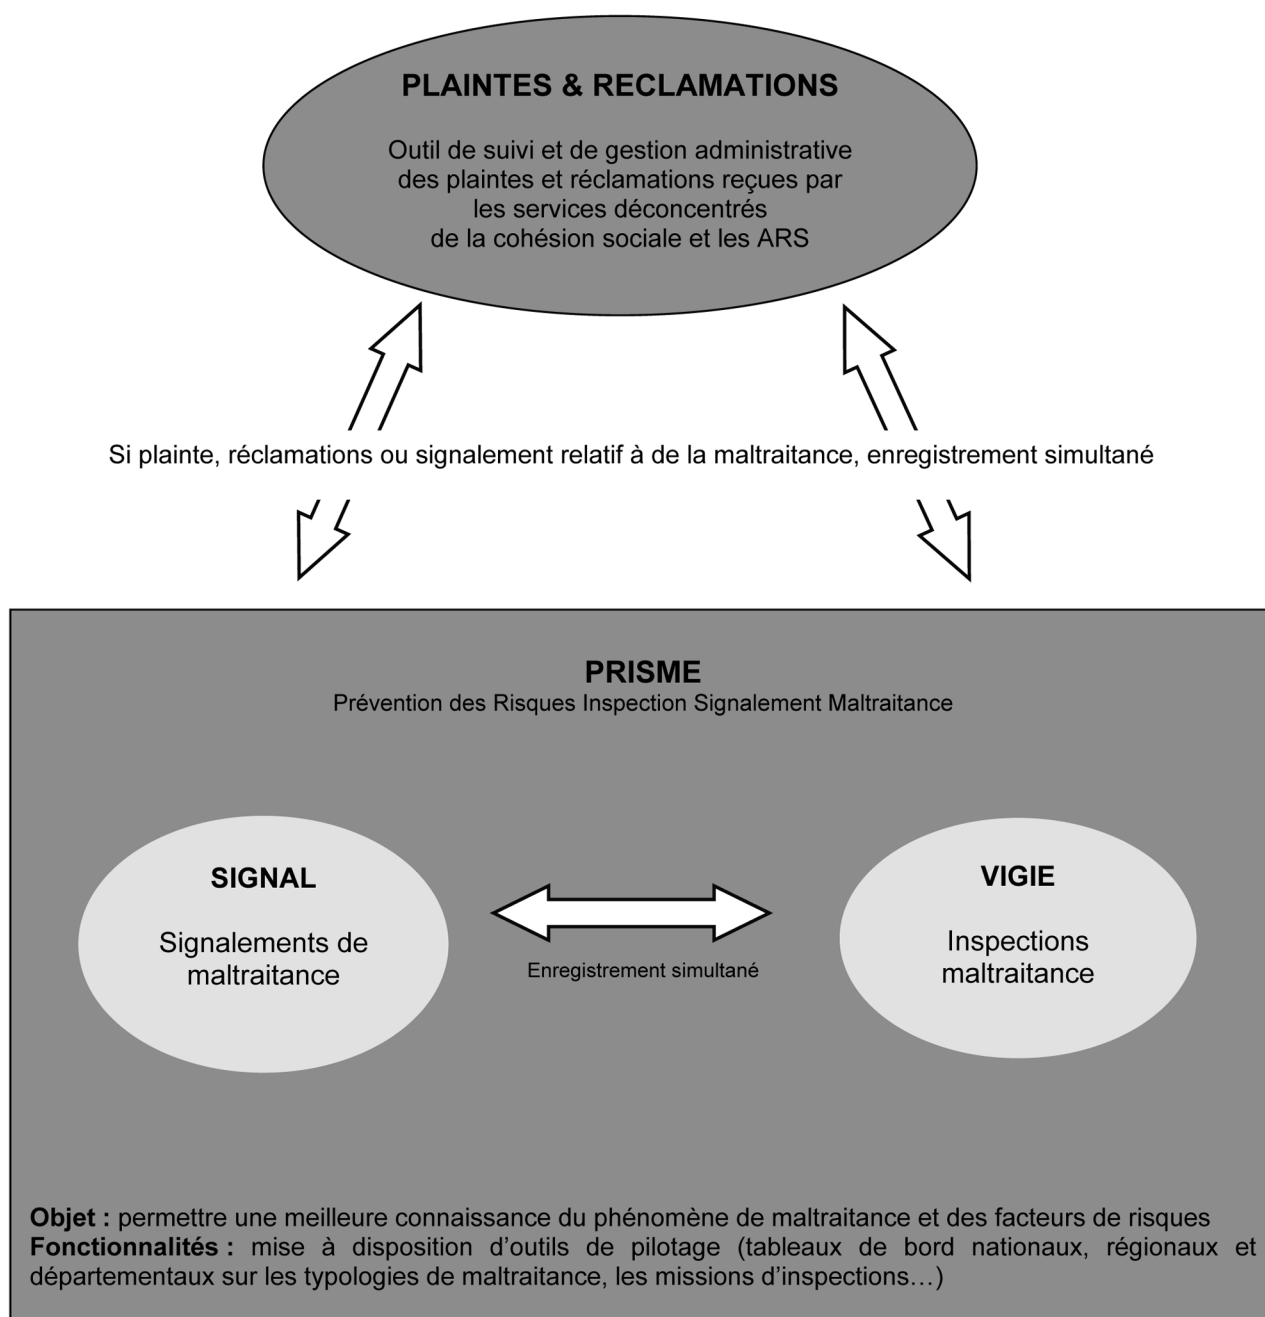 PLAINTES & RECLAMATIONS
Outil de suivi et de gestion administrative
des plaintes et réclamations reçues par
les services déconcentrés
de la cohésion sociale et les ARS
Si plainte, réclamations ou signalement relatif à de la maltraitance, enregistrement simultané
PRISME
Prévention des Risques Inspection Signalement Maltraitance
SIGNAL
Signalements de
maltraitance
Enregistrement simultané
VIGIE
Inspections
maltraitance
Objet : permettre une meilleure connaissance du phénomène de maltraitance et des facteurs de risques
Fonctionnalités : mise à disposition d’outils de pilotage (tableaux de bord nationaux, régionaux et
départementaux sur les typologies de maltraitance, les missions d’inspections…)